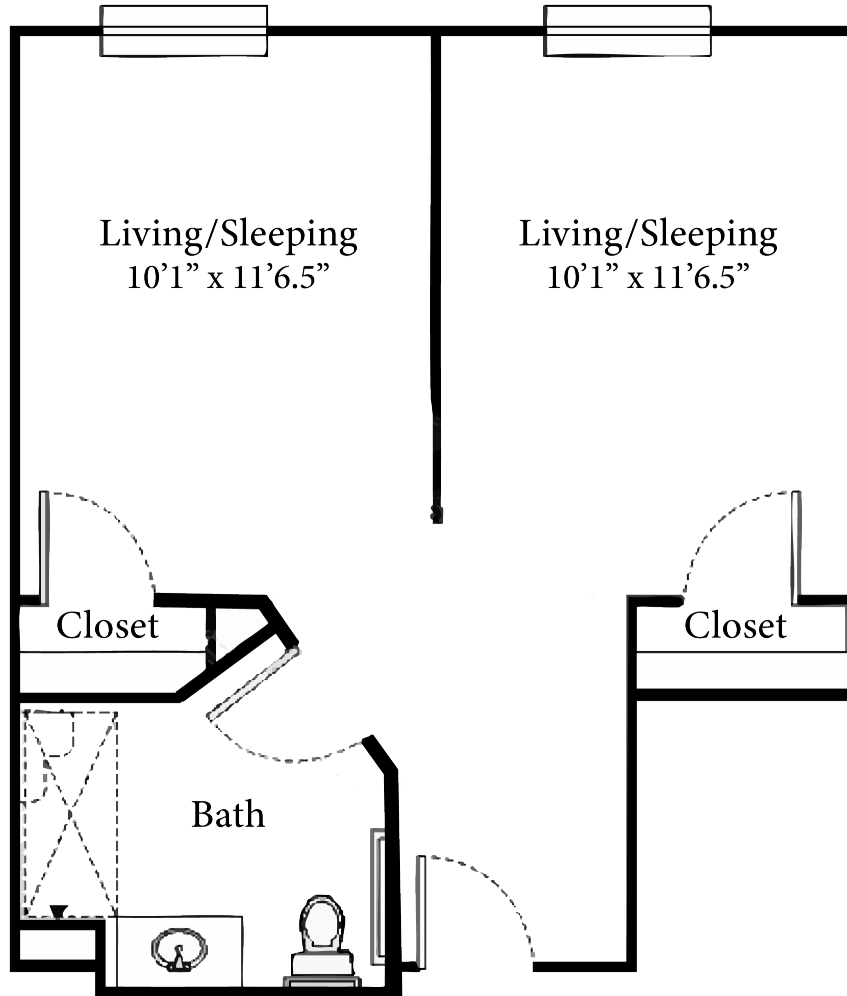 Living/Sleeping
10’1” x 11’6.5”
Living/Sleeping
10’1” x 11’6.5”
Closet
Closet
Bath